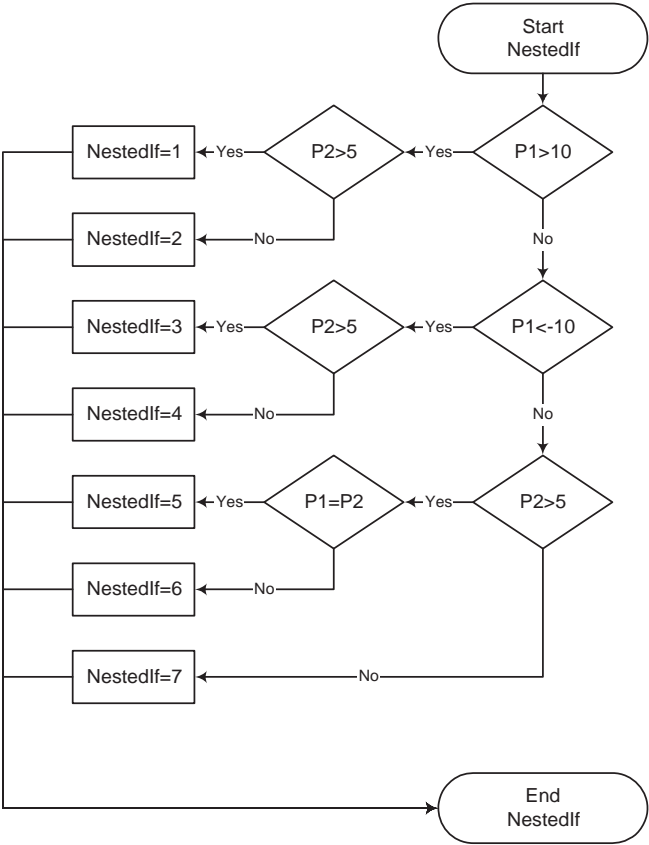 Start
NestedIf
NestedIf=1
Yes
P2>5
Yes
P1>10
NestedIf=2
No
No
NestedIf=3
Yes
P2>5
Yes
P1<-10
NestedIf=4
No
No
NestedIf=5
Yes
P1=P2
Yes
P2>5
NestedIf=6
No
NestedIf=7
No
End
NestedIf